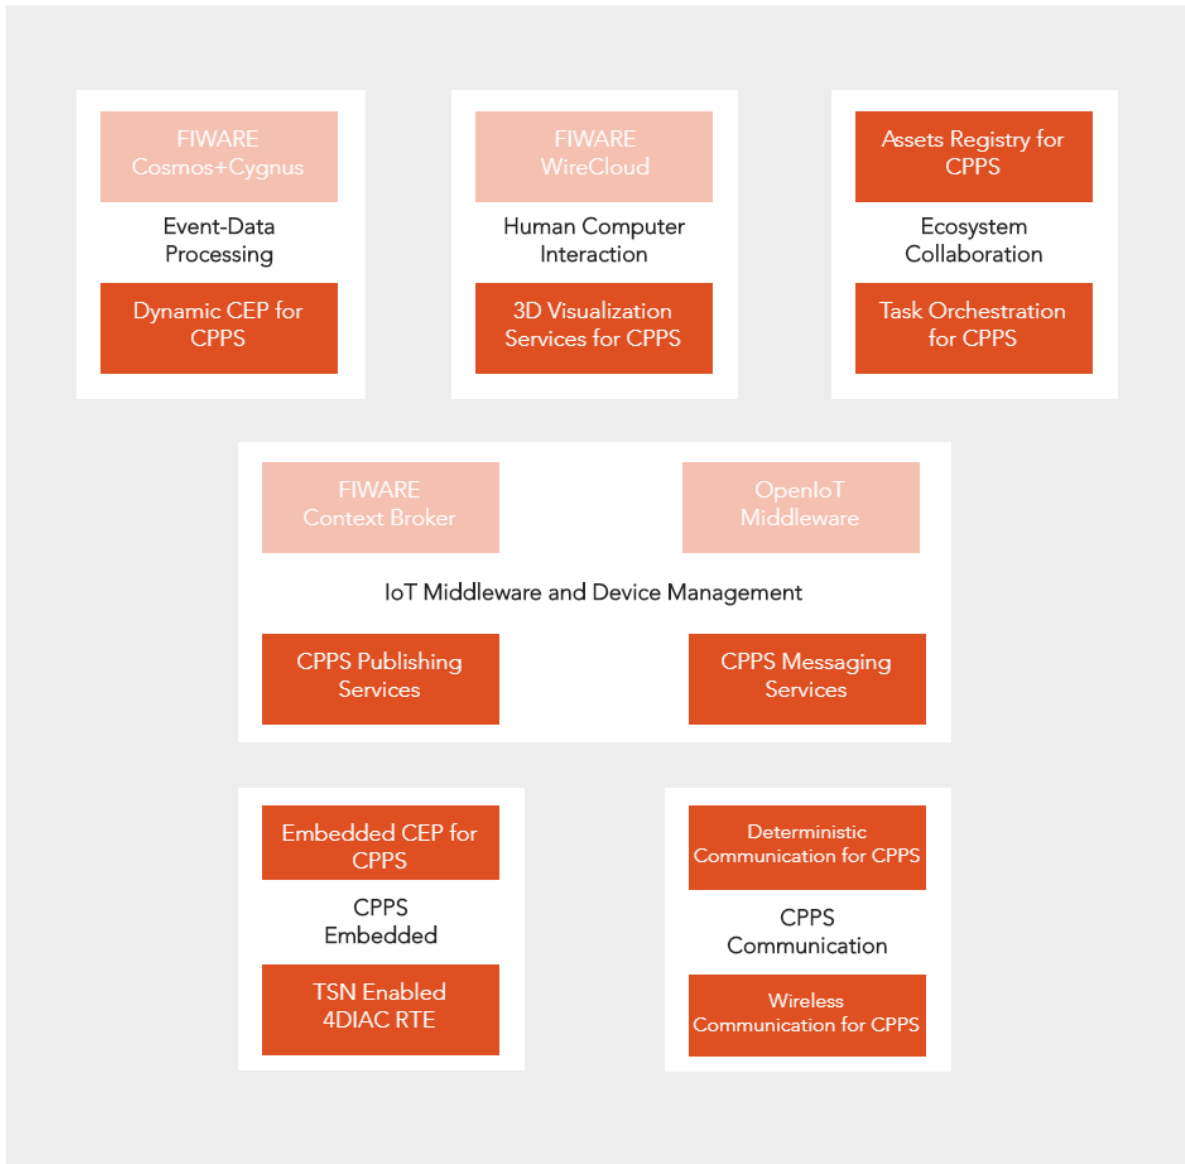 FIWARE
Cosmos+Cygnus
Event-Data
Processing
Dynamic CEP for
CPPS
FIWARE
WireCloud
Human Computer
Interaction
3D Visualization
Services for CPPS
Assets Registry for
CPPS
Ecosystem
Collaboration
Task Orchestration
for CPPS
FIWARE
Context Broker
OpenIoT
Middleware
IoT Middleware and Device Management
CPPS Publishing
Services
CPPS Messaging
Services
Embedded CEP for
CPPS
CPPS
Embedded
TSN Enabled
4DIAC RTE
Deterministic
Communication for CPPS
CPPS
Communication
Wireless
Communication for CPPS